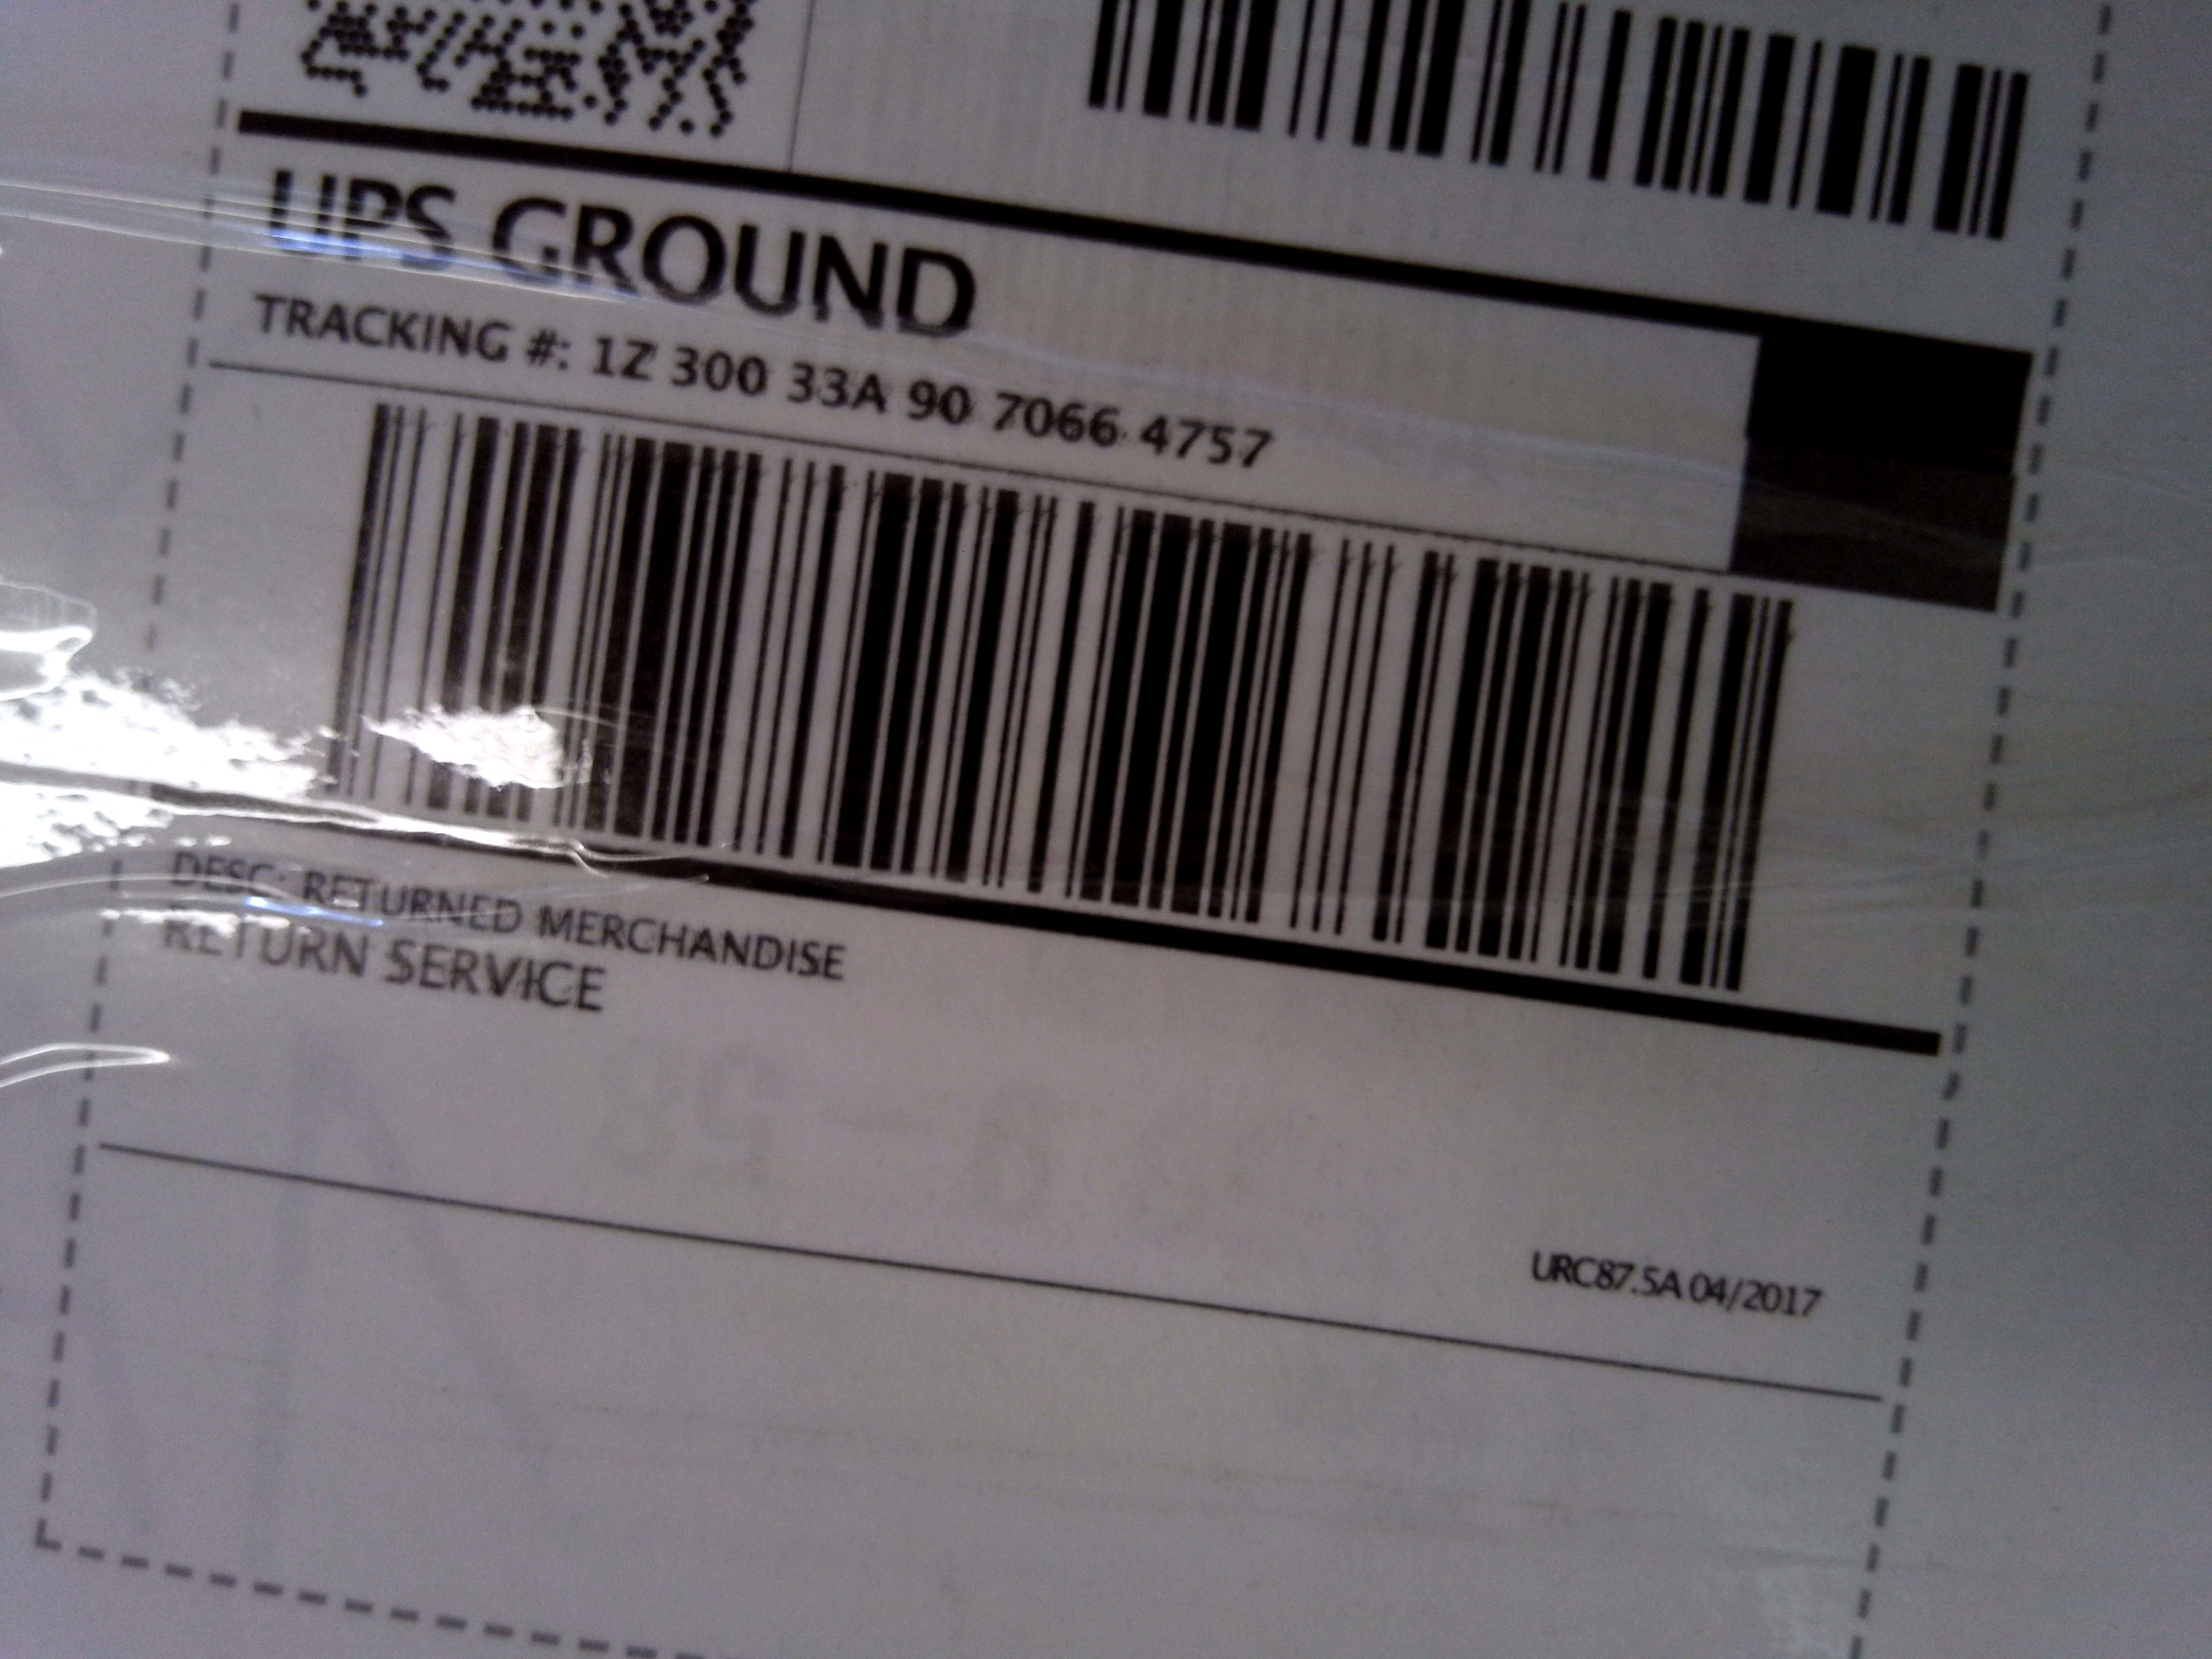 UPS GROUND
TRACKING #: 1Z 300 33A 90 7066 4757
DESC: RETURNED MERCHANDISE
RETURN SERVICE
URC87.5A 04/2017